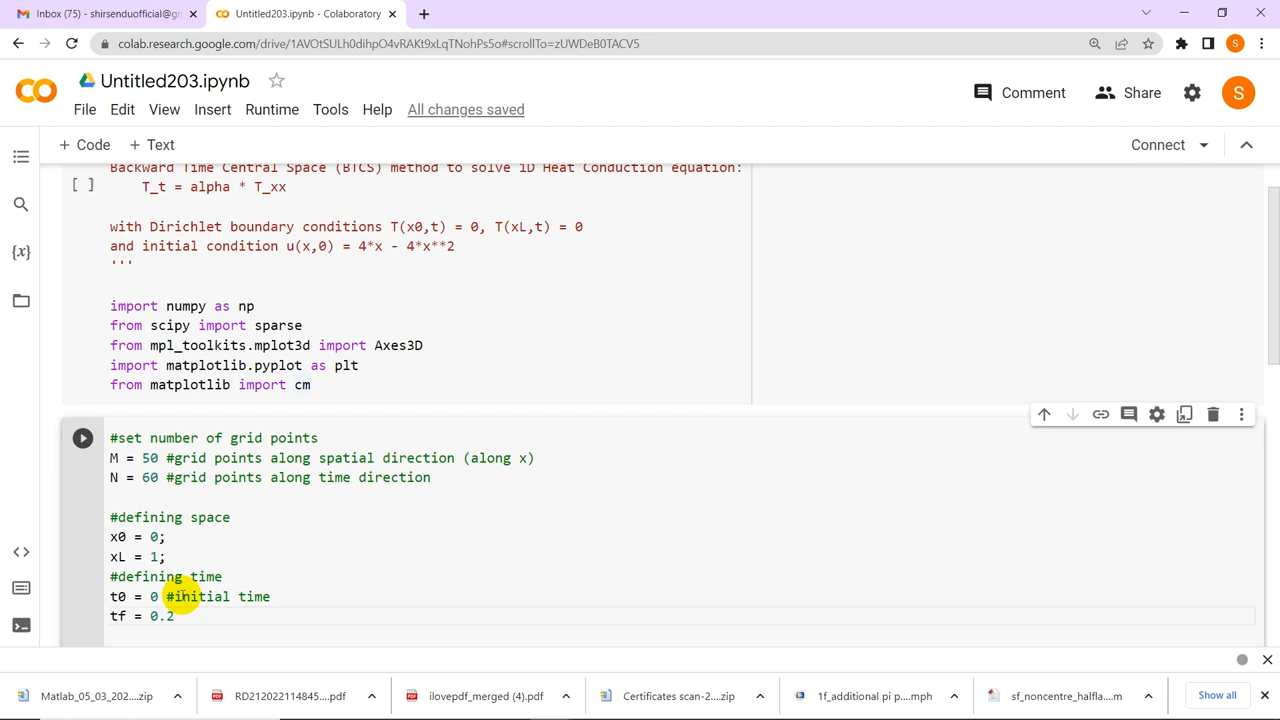 Inbox (75) - shirsenduofficial@gr
Untitled203.ipynb - Colaboratory
colab.research.google.com/drive/1AVOtSULh0dihpO4vRAKt9xLqTNohPs5o#scrollTo=zUWDeB0TACV5
S
Untitled203.ipynb
Comment
Share
S
File Edit View Insert Runtime Tools Help All changes saved
+ Code + Text
Connect
Backward Time Central Space (BTCS) method to solve 1D Heat Conduction equation:
[ ]
T_t = alpha * T_xx
with Dirichlet boundary conditions T(x0,t) = 0, T(xL,t) = 0
and initial condition u(x,0) = 4*x - 4*x**2
'''
{x}
import numpy as np
from scipy import sparse
from mpl_toolkits.mplot3d import Axes3D
import matplotlib.pyplot as plt
from matplotlib import cm
#set number of grid points
M = 50 #grid points along spatial direction (along x)
N = 60 #grid points along time direction
#defining space
x0 = 0;
xL = 1;
#defining time
t0 = 0 #initial time
tf = 0.2
Matlab_05_03_202....zip
RD212022114845....pdf
ilovepdf_merged (4).pdf
Certificates scan-2....zip
1f_additional pi p....mph
sf_noncentre_halfla....m
Show all